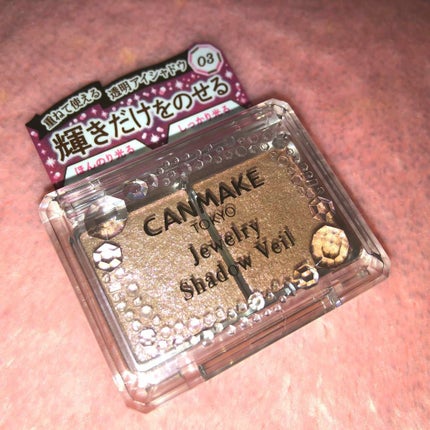 重ねて使える 透明アイシャドウ 03
輝きだけをのせる
ほんのり光る しっかり光る
CANMAKE
TOKYO
Jewelry
Shadow Veil